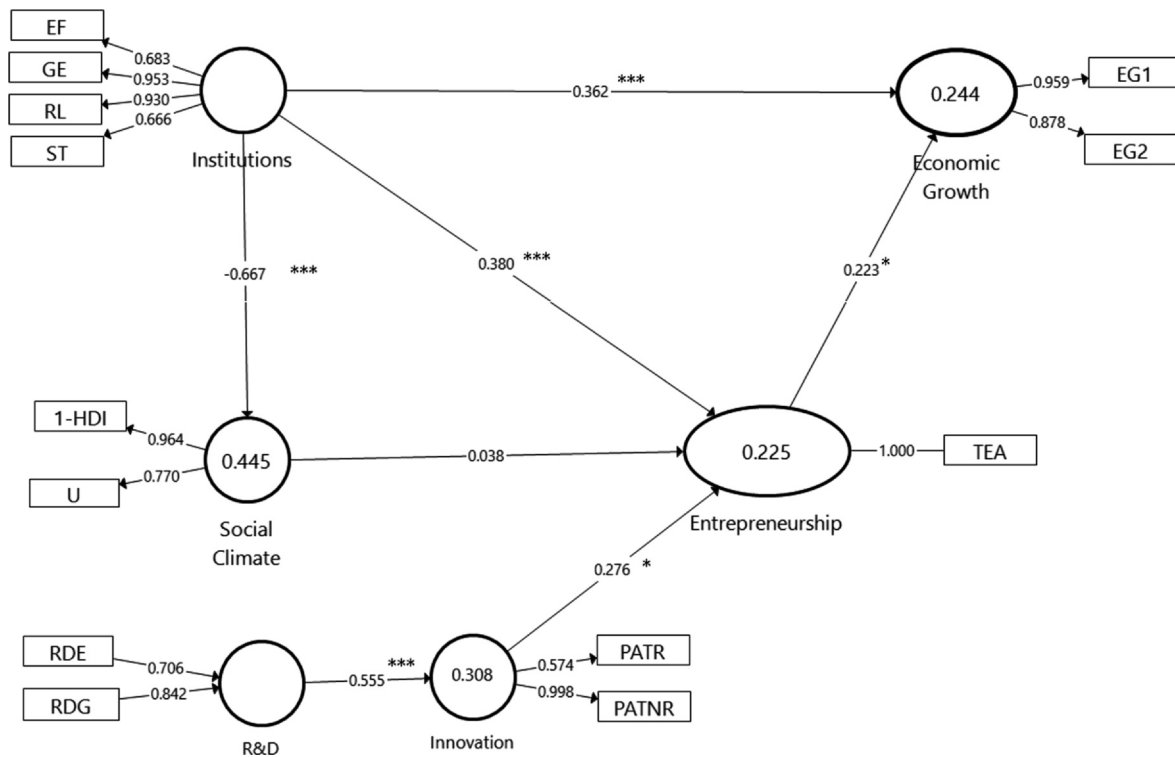 EF
0.683
GE
0.953
RL
0.930
ST
0.666
Institutions
0.362 ***
0.244
Economic
Growth
0.959
EG1
0.878
EG2
-0.667 ***
0.380 ***
0.223 *
1-HDI
0.964
U
0.770
0.445
Social
Climate
0.038
0.225
Entrepreneurship
1.000
TEA
0.276 *
RDE
0.706
RDG
0.842
R&D
0.555 ***
0.308
Innovation
0.574
PATR
0.998
PATNR